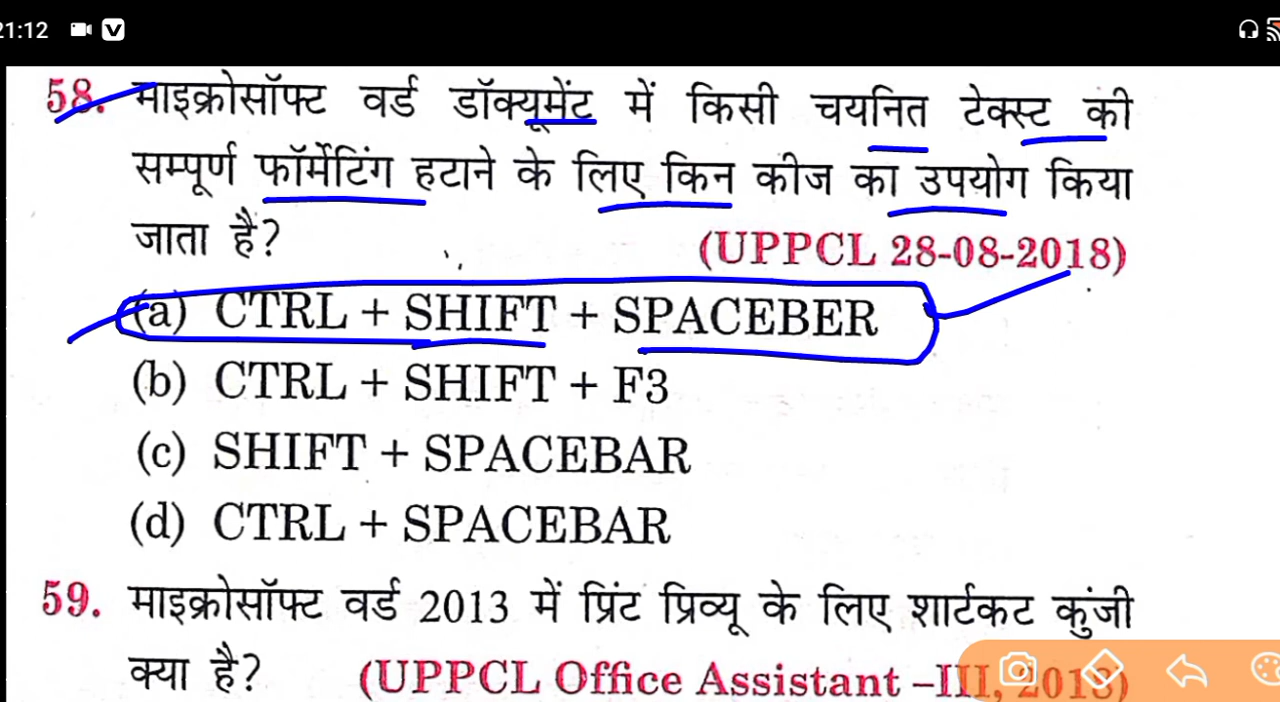 21:12
58. माइक्रोसॉफ्ट वर्ड डॉक्यूमेंट में किसी चयनित टेक्स्ट की
सम्पूर्ण फॉर्मेटिंग हटाने के लिए किन कीज का उपयोग किया
जाता है? (UPPCL 28-08-2018)
(a) CTRL + SHIFT + SPACEBER
(b) CTRL + SHIFT + F3
(c) SHIFT + SPACEBAR
(d) CTRL + SPACEBAR
59. माइक्रोसॉफ्ट वर्ड 2013 में प्रिंट प्रिव्यू के लिए शार्टकट कुंजी
क्या है? (UPPCL Office Assistant –III, 2018)